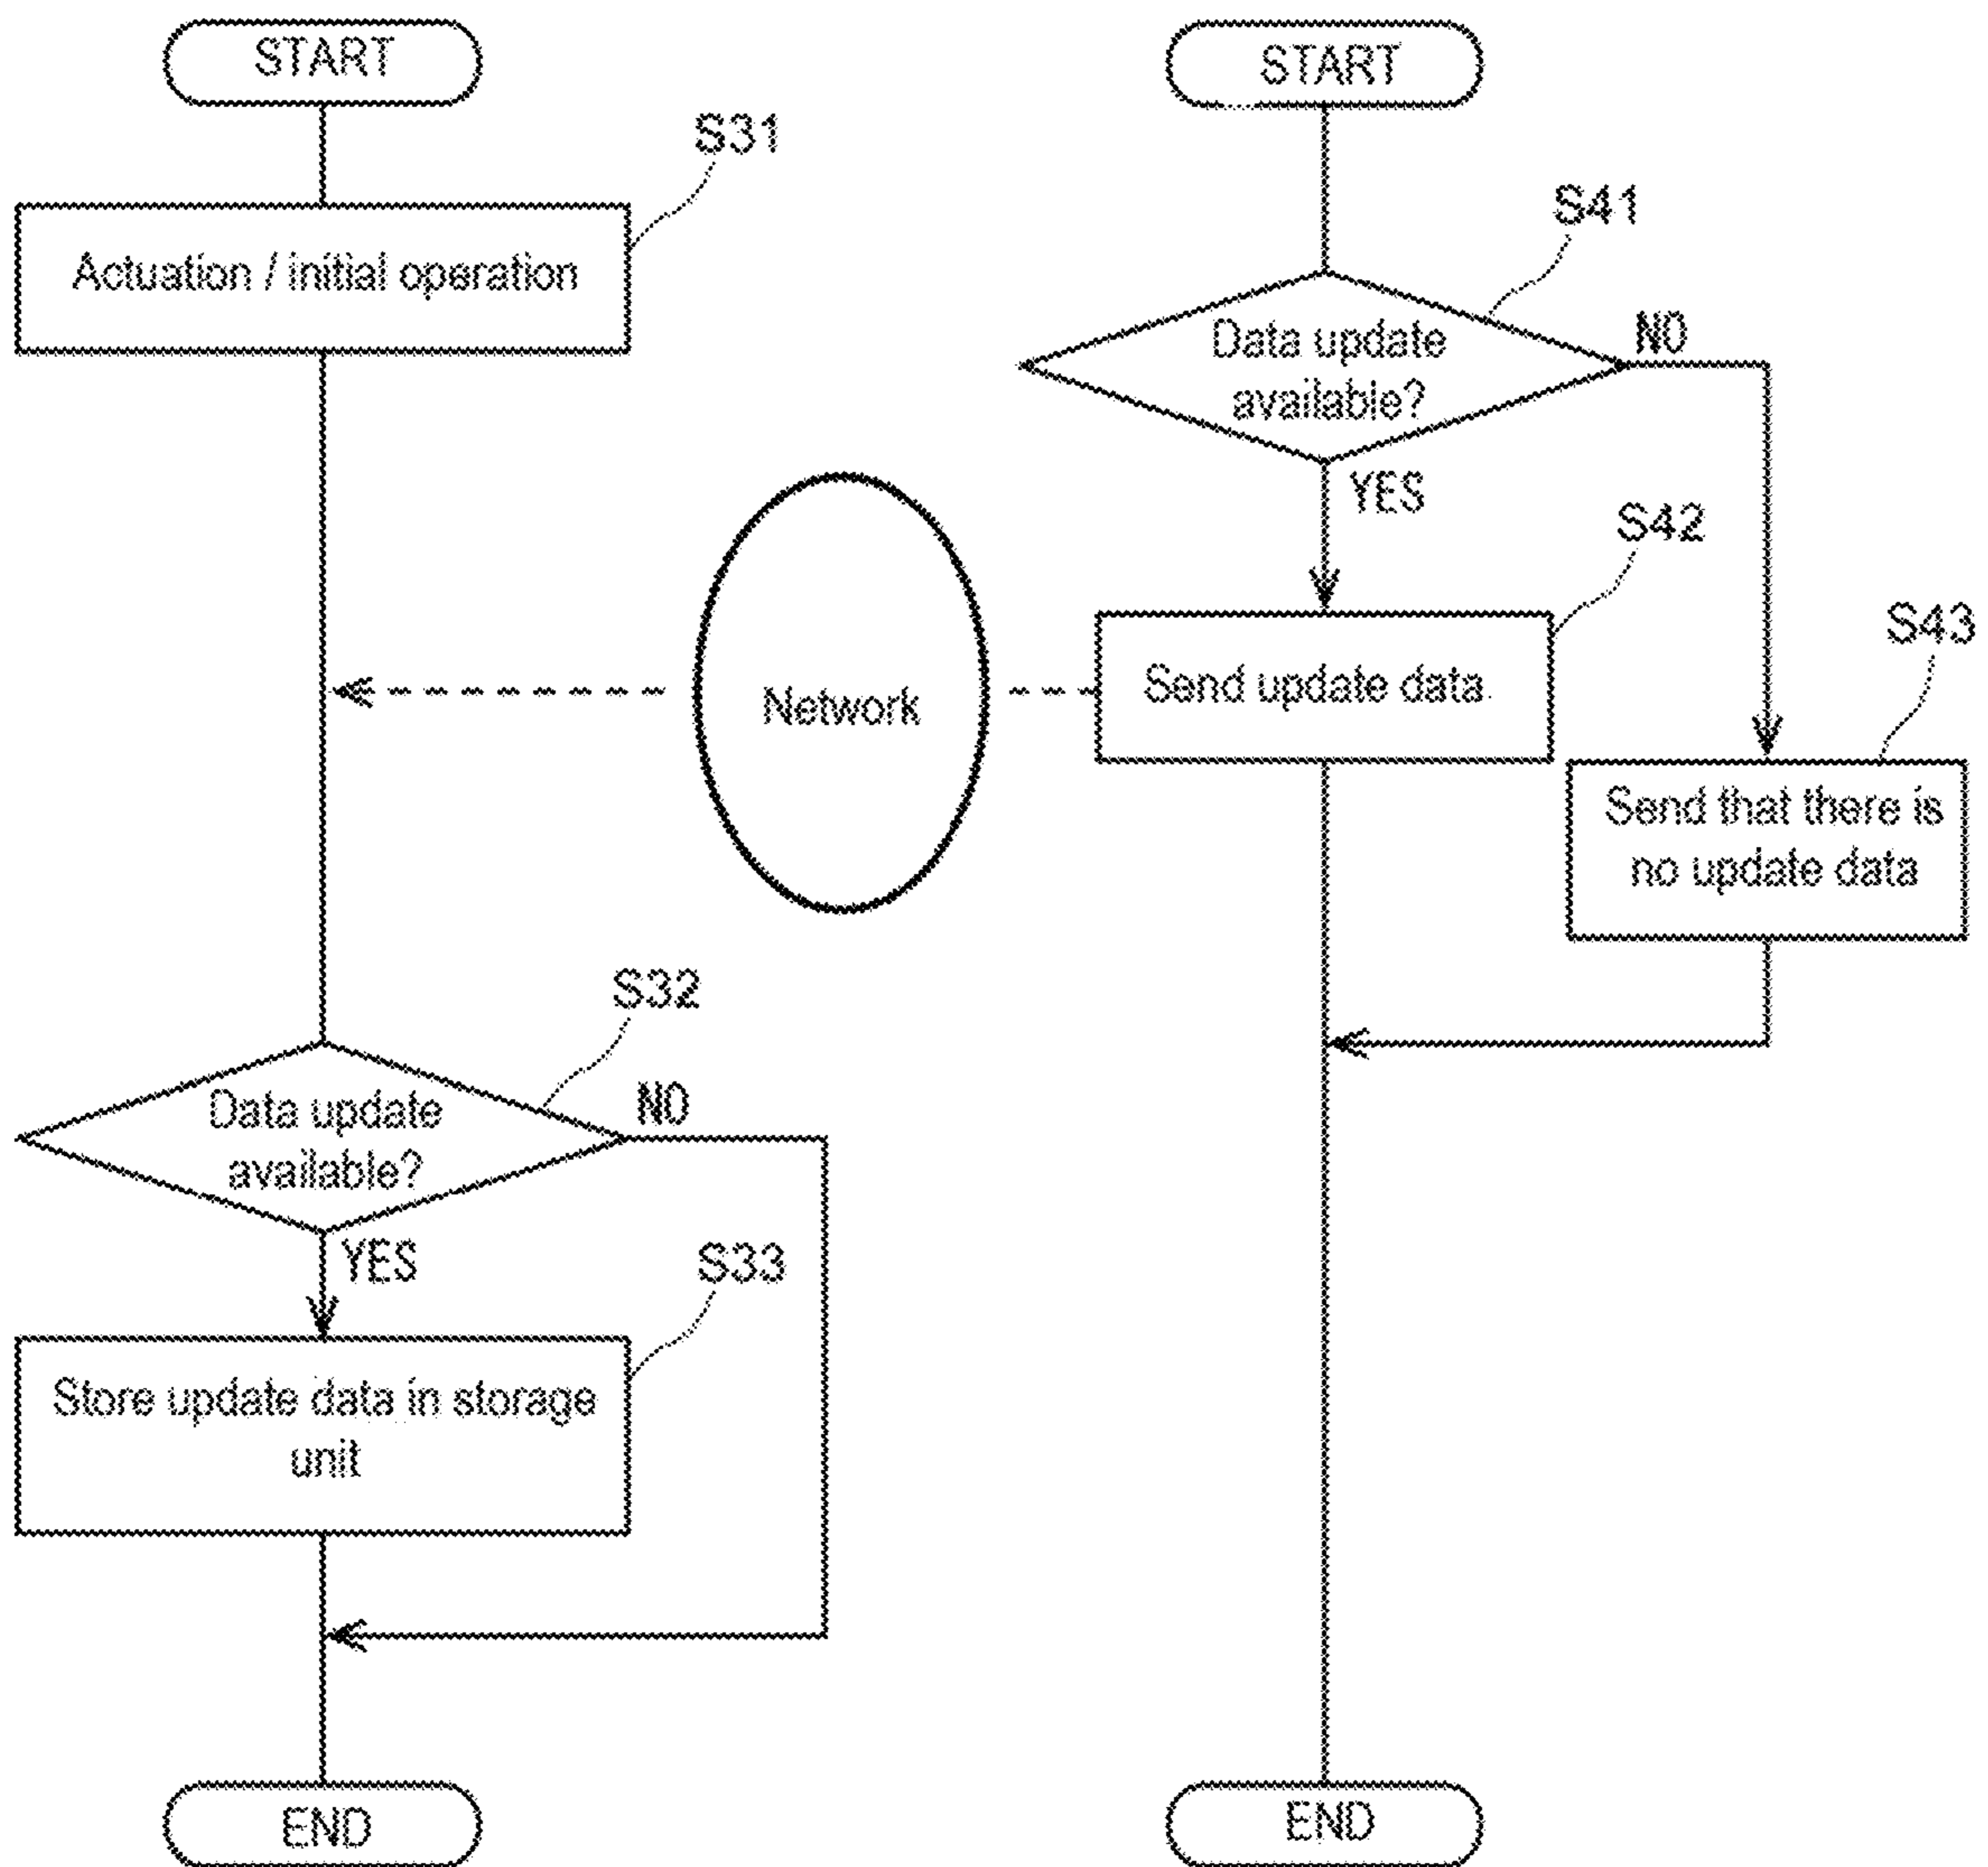 START
S31
Actuation / initial operation
Network
S32
Data update
available?
NO
YES
S33
Store update data in storage
unit
END
START
S41
Data update
available?
NO
YES
S42
Send update data
S43
Send that there is
no update data
END